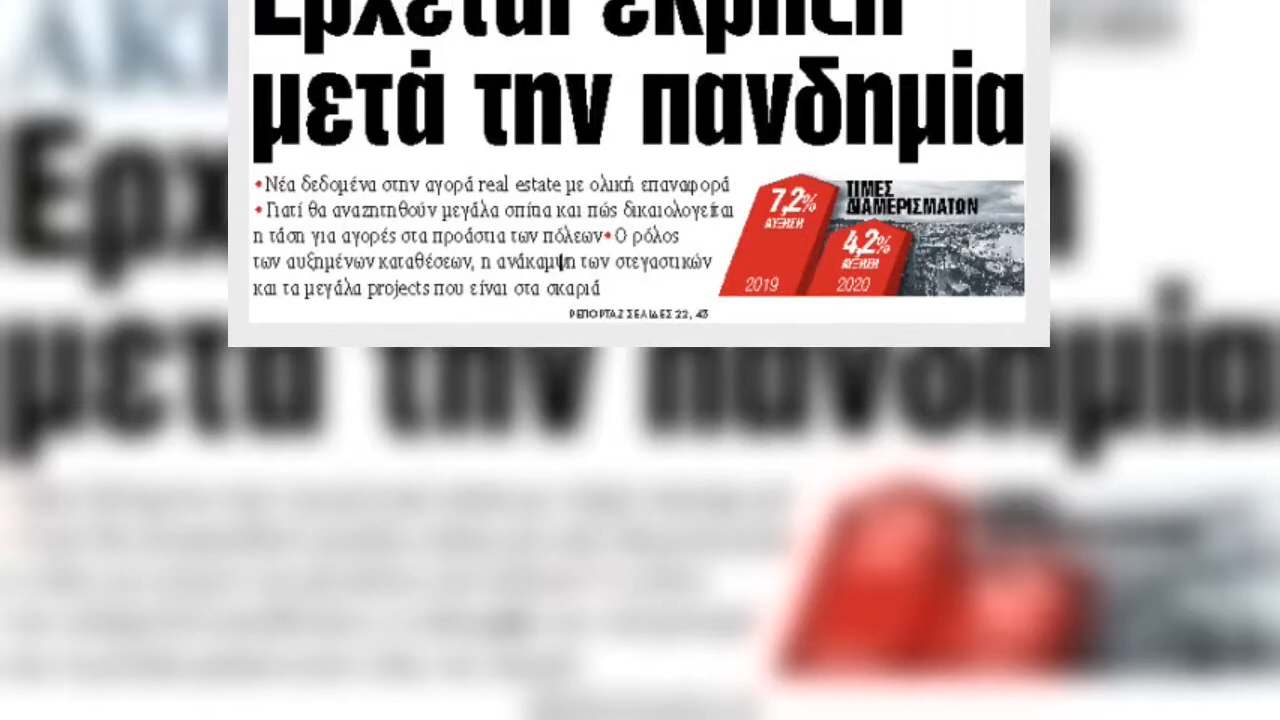 Έρχεται έκρηξη
μετά την πανδημία
•Νέα δεδομένα στην αγορά real estate με ολική επαναφορά
•Γιατί θα αναζητηθούν μεγάλα σπίτια και πώς δικαιολογείται
η τάση για αγορές στα προάστια των πόλεων•Ο ρόλος
των αυξημένων καταθέσεων, η ανάκαμψη των στεγαστικών
και τα μεγάλα projects που είναι στα σκαριά
ΡΕΠΟΡΤΑΖ ΣΕΛΙΔΕΣ 22, 43
ΤΙΜΕΣ
ΔΙΑΜΕΡΙΣΜΑΤΩΝ
7,2%
ΑΥΞΗΣΗ
2019
4,2%
ΑΥΞΗΣΗ
2020